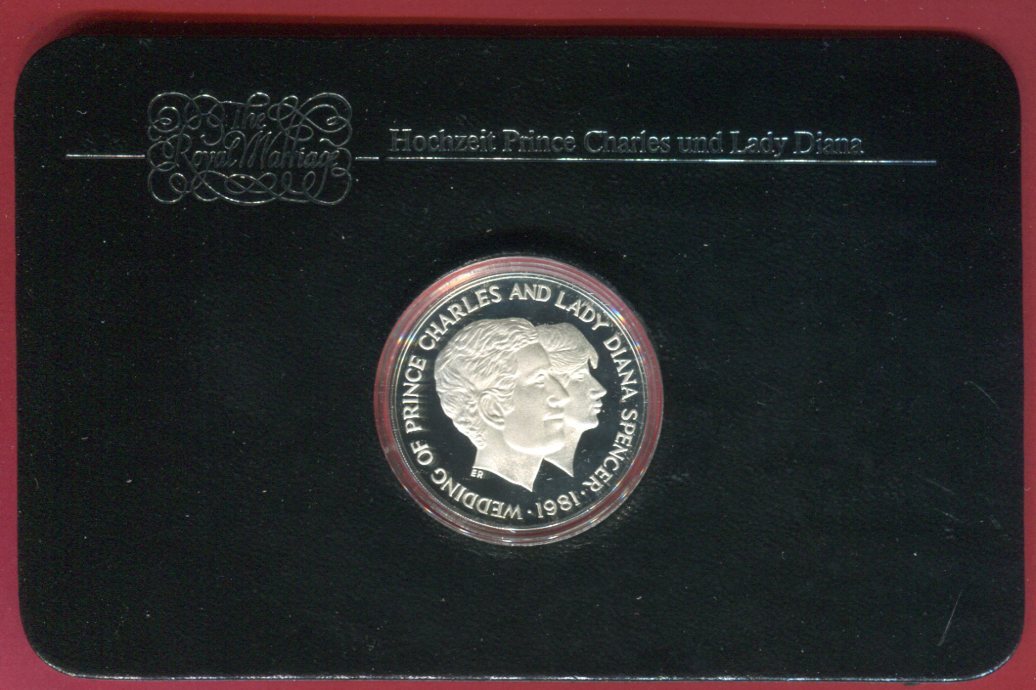 The
Royal Marriage
Hochzeit Prince Charles und Lady Diana
WEDDING OF PRINCE CHARLES AND LADY DIANA SPENCER · 1981 ·
ER